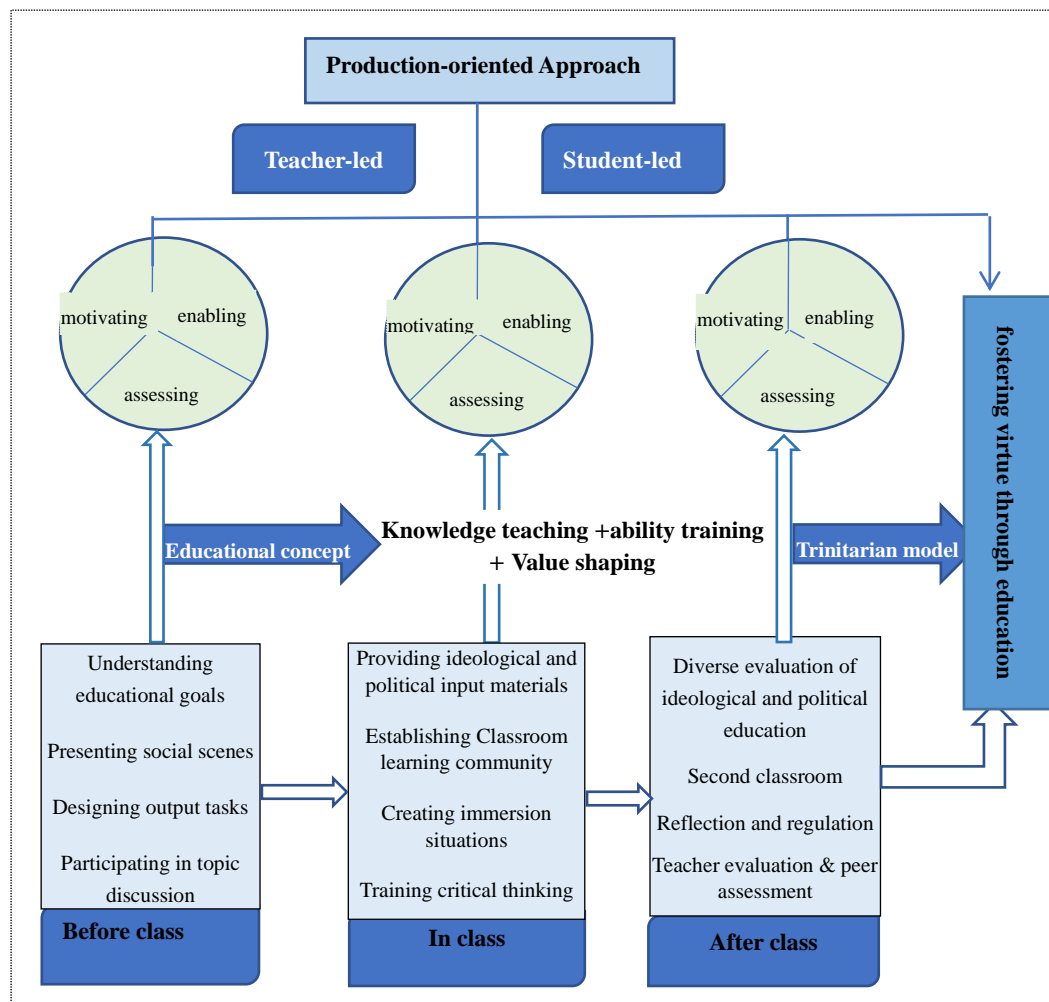 Production-oriented Approach
Teacher-led
Student-led
motivating
enabling
assessing
motivating
enabling
assessing
motivating
enabling
assessing
fostering virtue through education
Educational concept
Knowledge teaching +ability training
+ Value shaping
Trinitarian model
Understanding
educational goals
Presenting social scenes
Designing output tasks
Participating in topic
discussion
Before class
Providing ideological and
political input materials
Establishing Classroom
learning community
Creating immersion
situations
Training critical thinking
In class
Diverse evaluation of
ideological and political
education
Second classroom
Reflection and regulation
Teacher evaluation & peer
assessment
After class